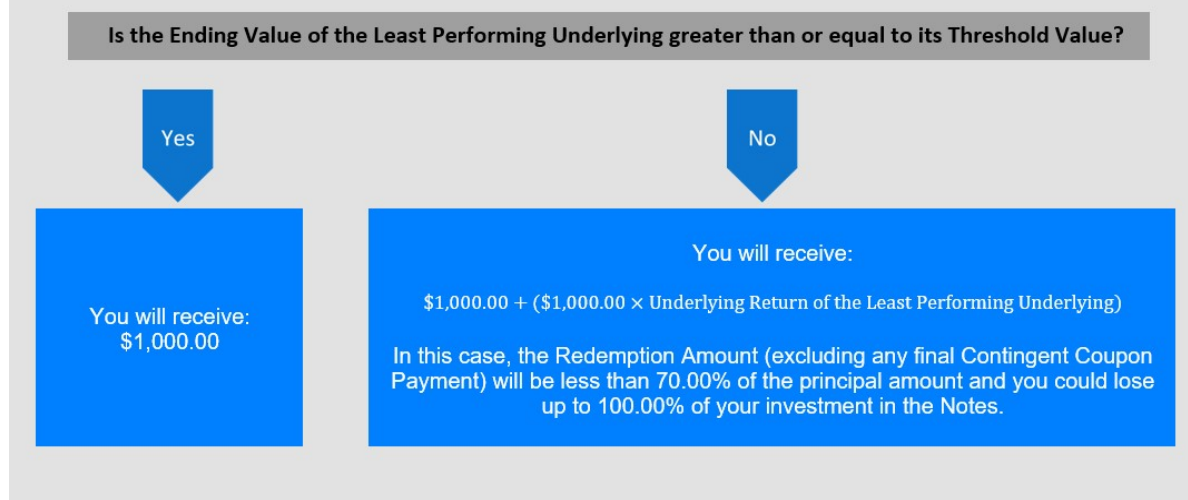 Is the Ending Value of the Least Performing Underlying greater than or equal to its Threshold Value?
Yes
No
You will receive:
$1,000.00
You will receive:
$1,000.00 + ($1,000.00 × Underlying Return of the Least Performing Underlying)
In this case, the Redemption Amount (excluding any final Contingent Coupon
Payment) will be less than 70.00% of the principal amount and you could lose
up to 100.00% of your investment in the Notes.